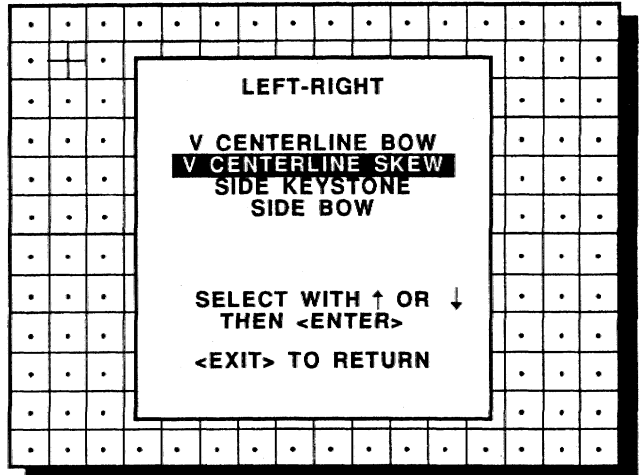 LEFT-RIGHT
V CENTERLINE BOW
V CENTERLINE SKEW
SIDE KEYSTONE
SIDE BOW
SELECT WITH ↑ OR ↓
THEN <ENTER>
<EXIT> TO RETURN